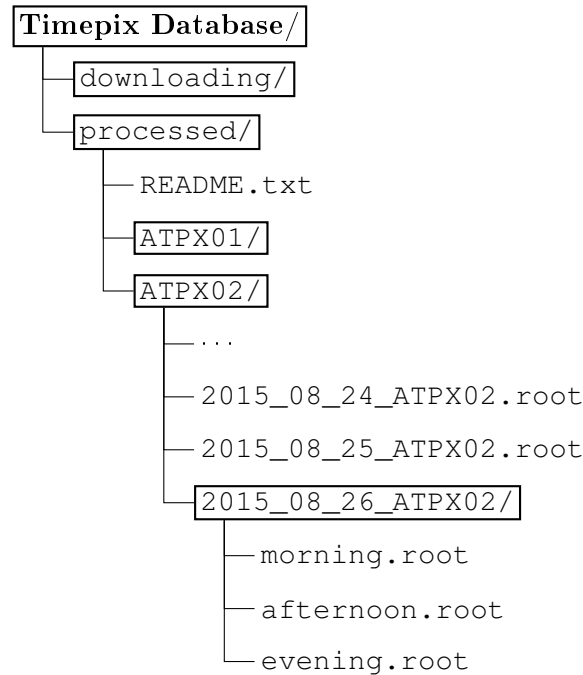 Timepix Database/
downloading/
processed/
README.txt
ATPX01/
ATPX02/
...
2015_08_24_ATPX02.root
2015_08_25_ATPX02.root
2015_08_26_ATPX02/
morning.root
afternoon.root
evening.root